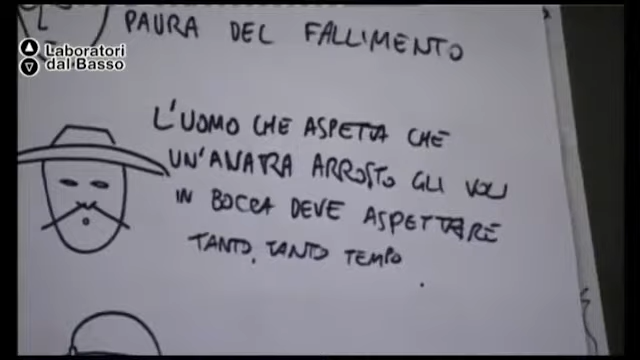 PAURA DEL FALLIMENTO
Laboratori
dal Basso
L'UOMO CHE ASPETTA CHE
UN'ANATRA ARROSTO GLI VOLI
IN BOCCA DEVE ASPETTARE
TANTO, TANTO TEMPO.